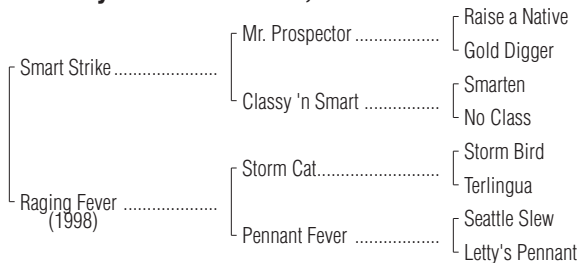 Raise a Native
Mr. Prospector ..................
Gold Digger
Smart Strike ......................
Smarten
Classy 'n Smart ................
No Class
Storm Bird
Storm Cat..........................
Terlingua
Raging Fever ....................
(1998)
Seattle Slew
Pennant Fever ..................
Letty's Pennant